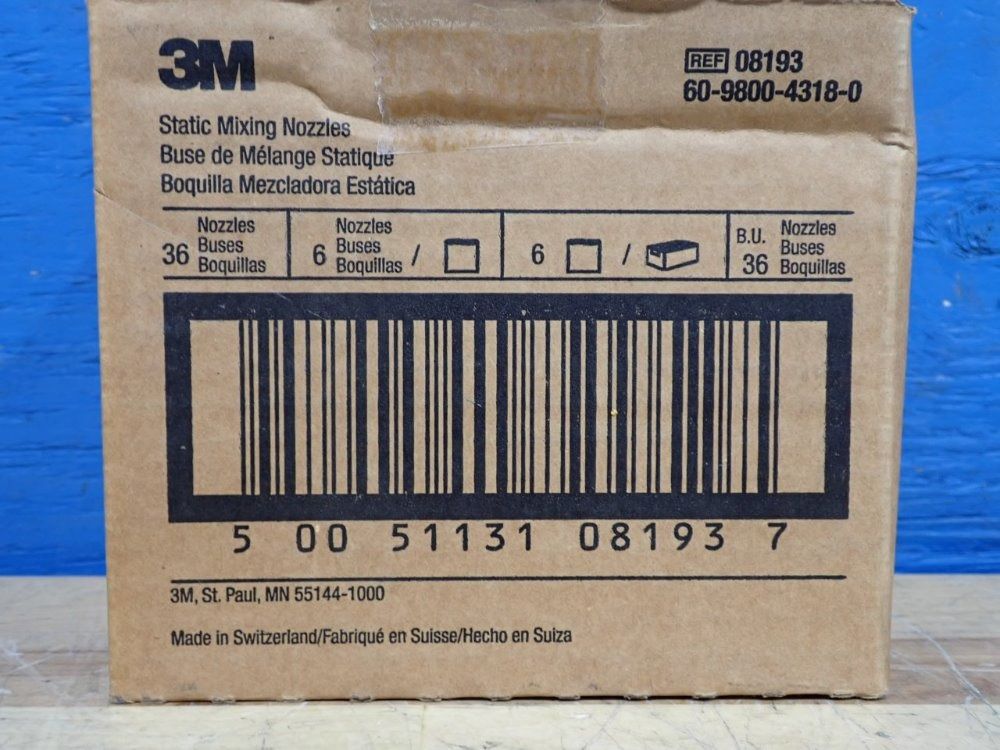 3M
REF 08193
60-9800-4318-0
Static Mixing Nozzles
Buse de Mélange Statique
Boquilla Mezcladora Estática
36 Nozzles Buses Boquillas
6 Nozzles Buses Boquillas /
6 /
B.U. 36 Nozzles Buses Boquillas
5 00 51131 08193 7
3M, St. Paul, MN 55144-1000
Made in Switzerland/Fabriqué en Suisse/Hecho en Suiza